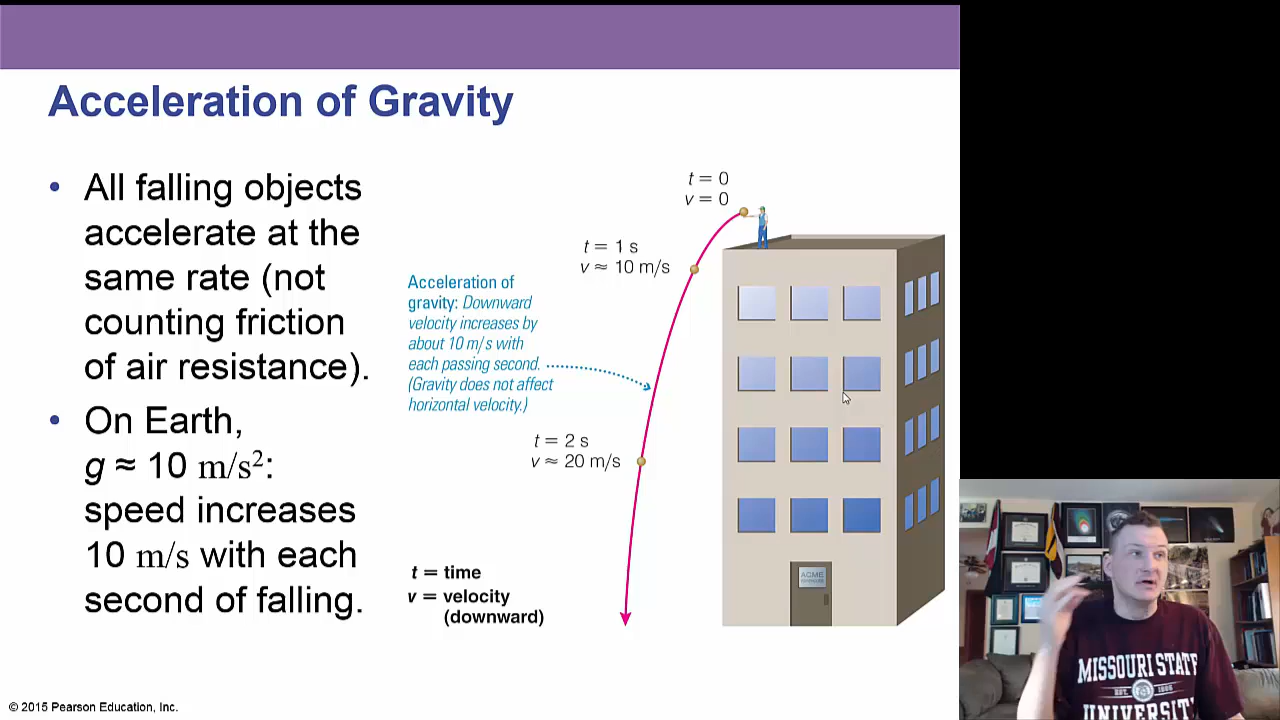 Acceleration of Gravity
• All falling objects
accelerate at the
same rate (not
counting friction
of air resistance).
• On Earth,
g ≈ 10 m/s²:
speed increases
10 m/s with each
second of falling.
t = 0
v = 0
t = 1 s
v ≈ 10 m/s
Acceleration of
gravity: Downward
velocity increases by
about 10 m/s with
each passing second.
(Gravity does not affect
horizontal velocity.)
t = 2 s
v ≈ 20 m/s
t = time
v = velocity
(downward)
ACME
© 2015 Pearson Education, Inc.
MISSOURI STATE
EST. 1905
UNIVERSITY